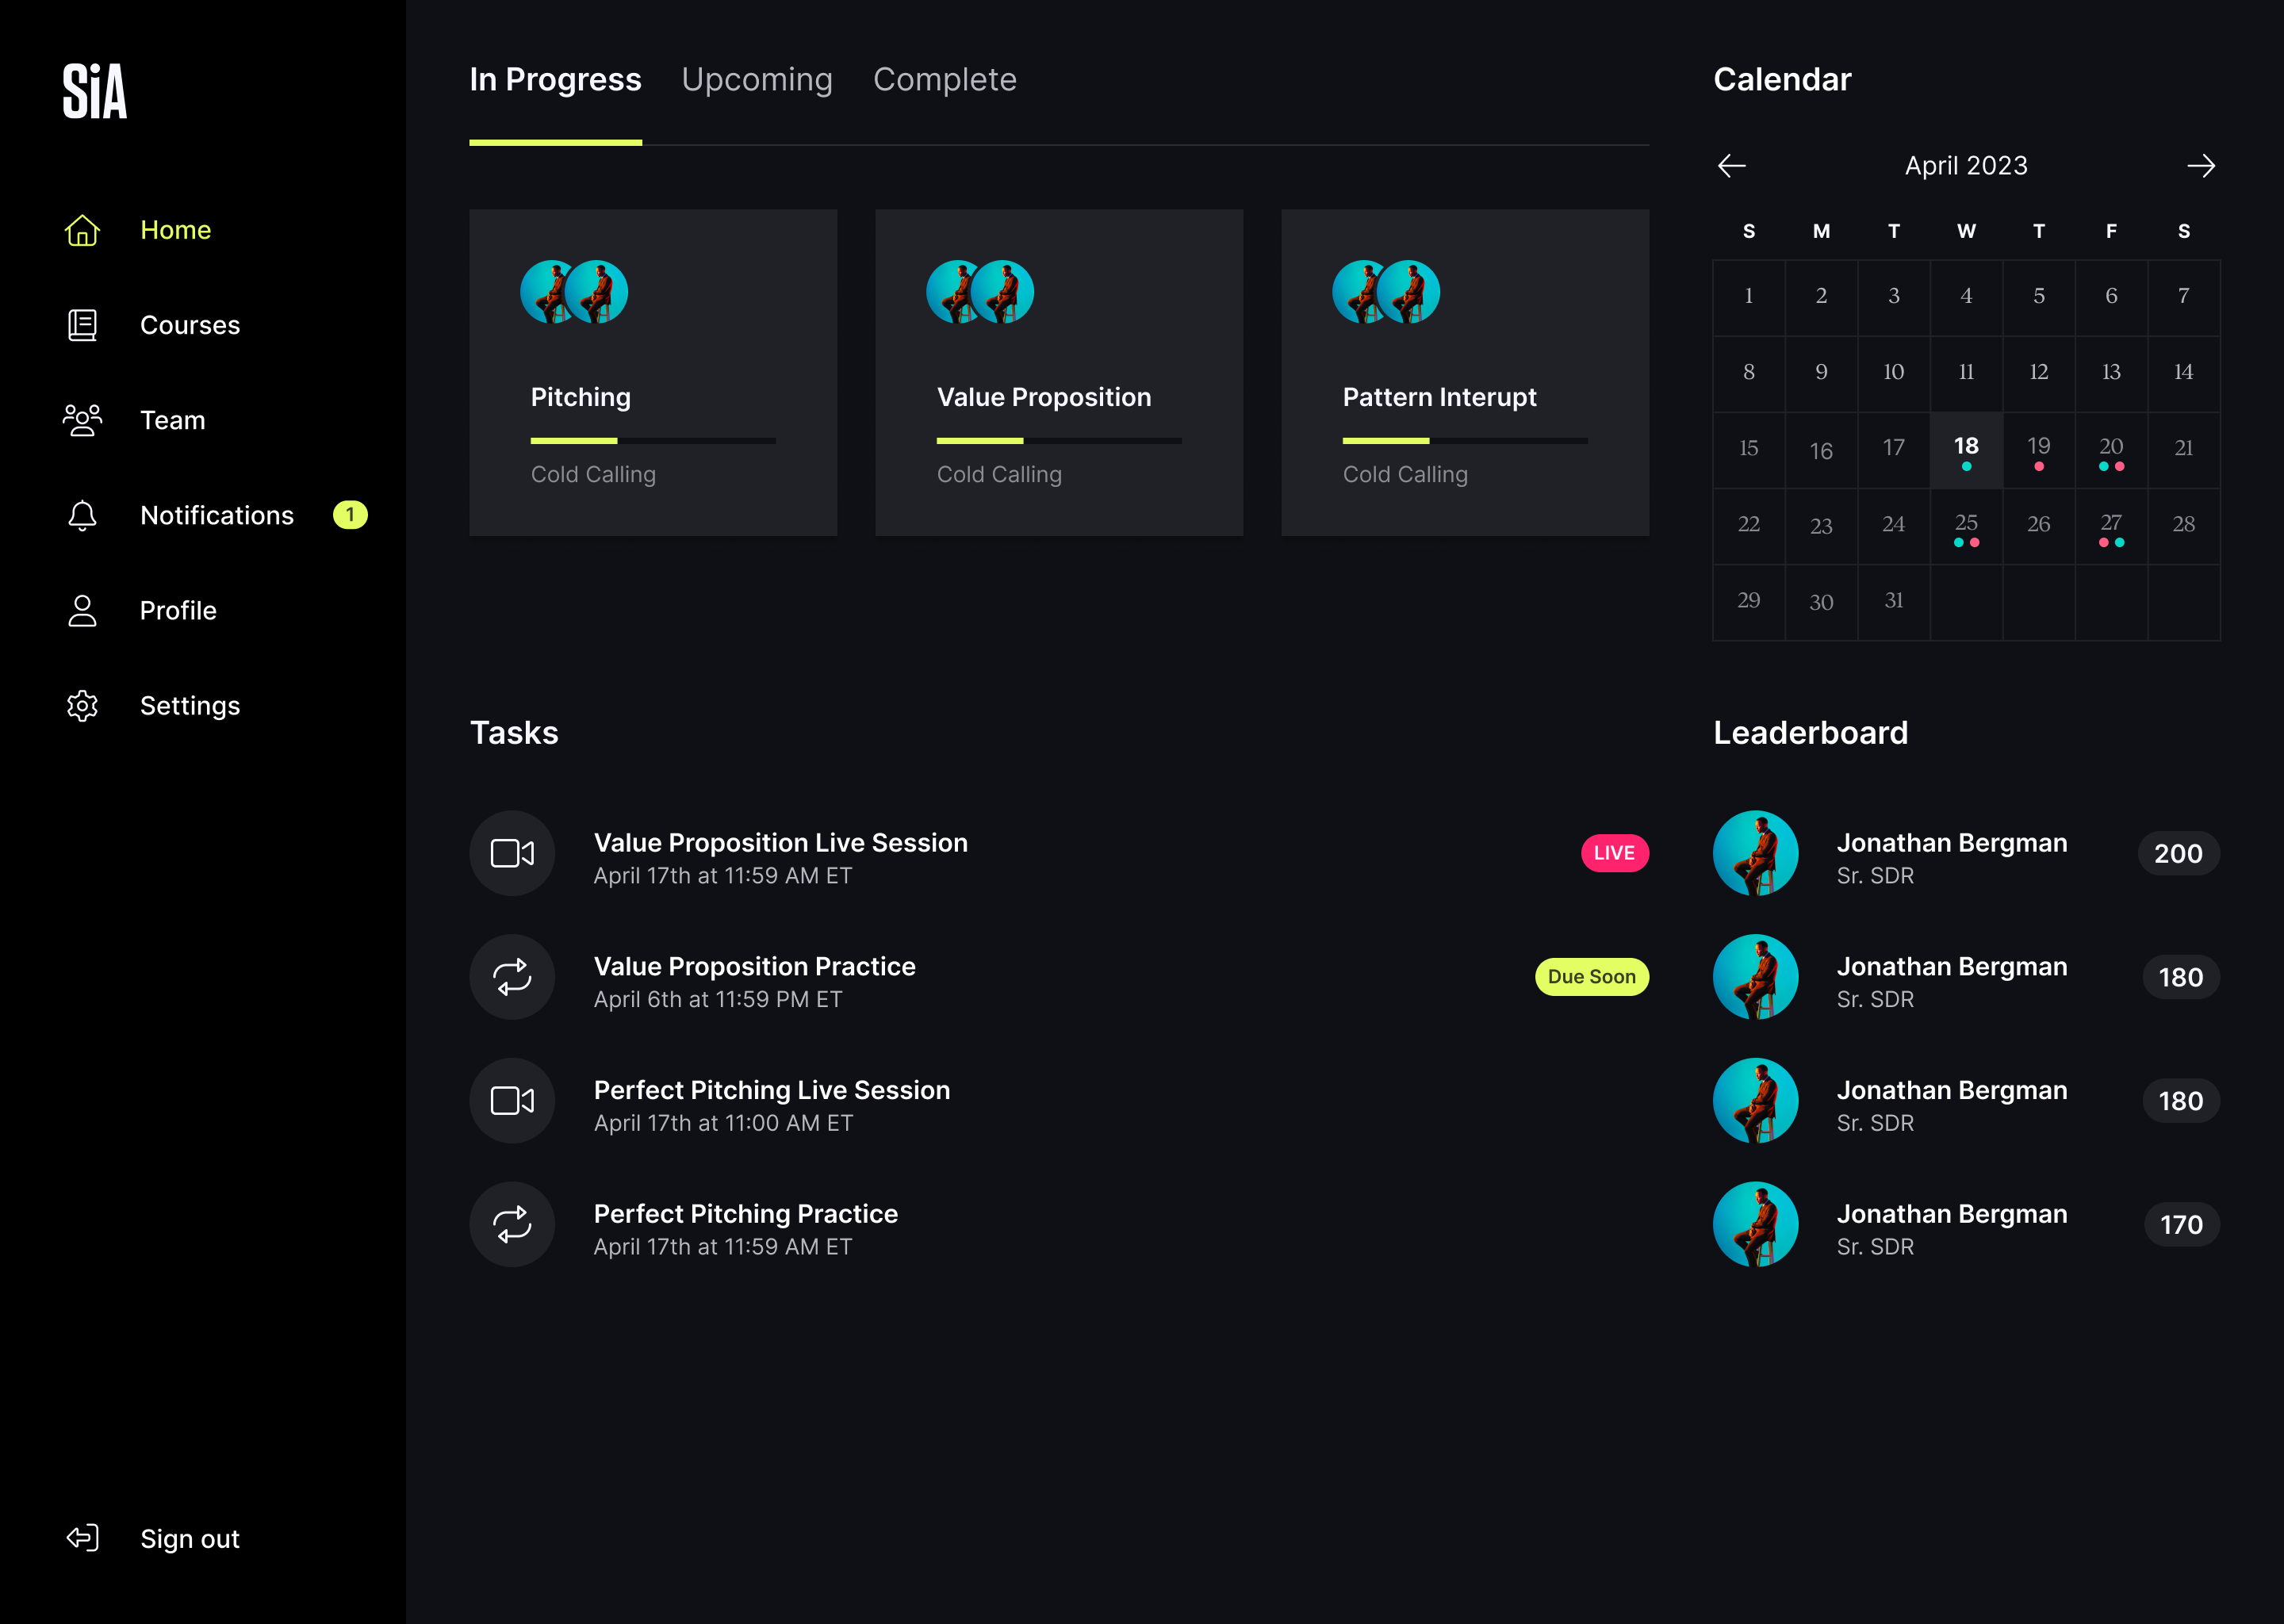 SiA
Home
Courses
Team
Notifications 1
Profile
Settings
Sign out
In Progress Upcoming Complete
Pitching
Cold Calling
Value Proposition
Cold Calling
Pattern Interupt
Cold Calling
Tasks
Value Proposition Live Session
April 17th at 11:59 AM ET
LIVE
Value Proposition Practice
April 6th at 11:59 PM ET
Due Soon
Perfect Pitching Live Session
April 17th at 11:00 AM ET
Perfect Pitching Practice
April 17th at 11:59 AM ET
Calendar
April 2023
S M T W T F S
1 2 3 4 5 6 7
8 9 10 11 12 13 14
15 16 17 18 19 20 21
22 23 24 25 26 27 28
29 30 31
Leaderboard
Jonathan Bergman
Sr. SDR
200
Jonathan Bergman
Sr. SDR
180
Jonathan Bergman
Sr. SDR
180
Jonathan Bergman
Sr. SDR
170